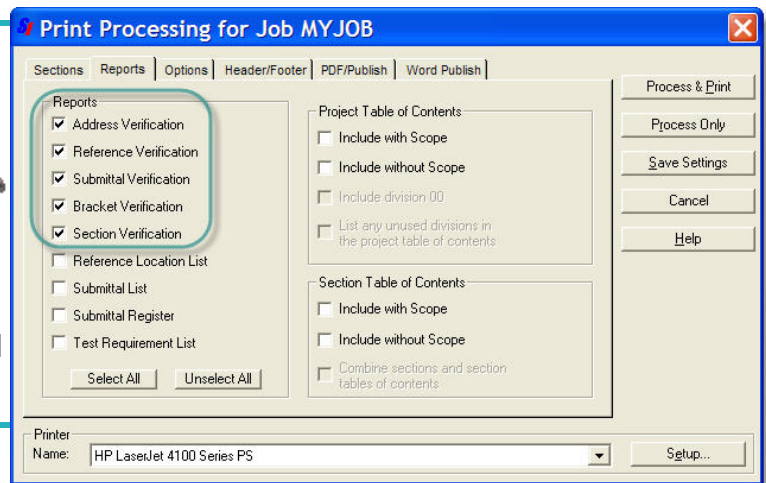 SI Print Processing for Job MYJOB
Sections Reports Options Header/Footer PDF/Publish Word Publish
Reports
Address Verification
Reference Verification
Submittal Verification
Bracket Verification
Section Verification
Reference Location List
Submittal List
Submittal Register
Test Requirement List
Select All Unselect All
Project Table of Contents
Include with Scope
Include without Scope
Include division 00
List any unused divisions in
the project table of contents
Section Table of Contents
Include with Scope
Include without Scope
Combine sections and section
tables of contents
Process & Print
Process Only
Save Settings
Cancel
Help
Printer
Name: HP LaserJet 4100 Series PS
Setup...